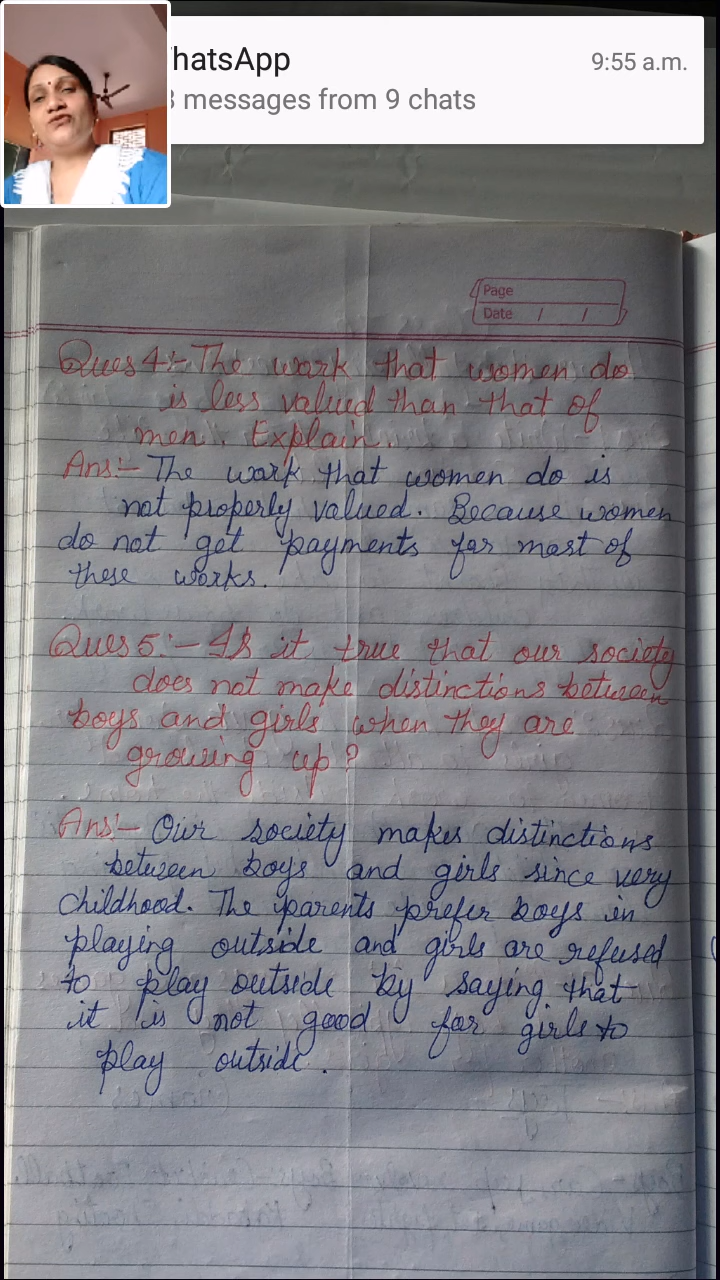 hatsApp
9:55 a.m.
messages from 9 chats
Page
Date / /
Ques 4:- The work that women do
is less valued than that of
men. Explain.
Ans:- The work that women do is
not properly valued. Because women
do not get payments for most of
these works.
Ques 5:- Is it true that our society
does not make distinctions between
boys and girls when they are
growing up?
Ans:- Our society makes distinctions
between boys and girls since very
Childhood. The parents prefer boys in
playing outside and girls are refused
to play outside by saying that
it is not good for girls to
play outside.